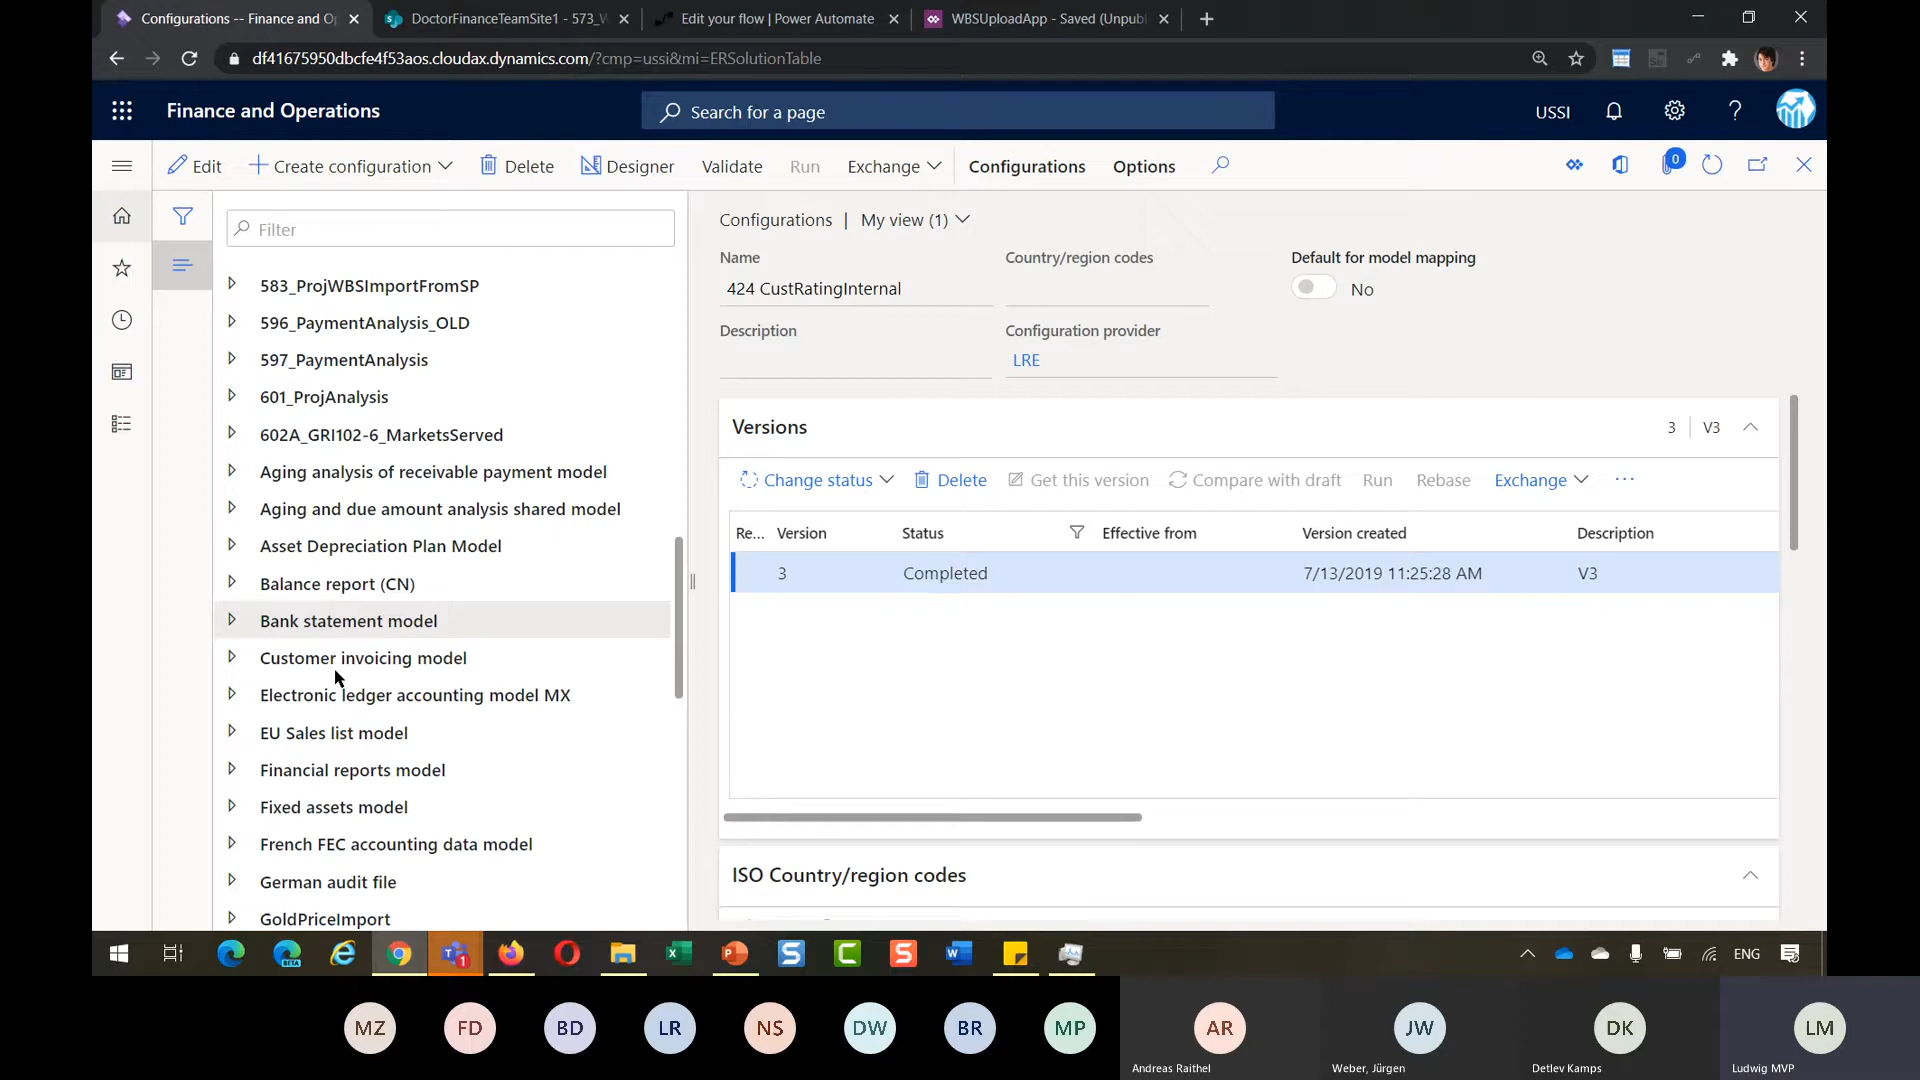 Configurations -- Finance and Op
DoctorFinanceTeamSite1 - 573_W
Edit your flow | Power Automate
WBSUploadApp - Saved (Unpubl
df41675950dbcfe4f53aos.cloudax.dynamics.com/?cmp=ussi&mi=ERSolutionTable
Finance and Operations
Search for a page
USSI
Edit
Create configuration
Delete
Designer
Validate
Run
Exchange
Configurations
Options
0
Filter
583_ProjWBSImportFromSP
596_PaymentAnalysis_OLD
597_PaymentAnalysis
601_ProjAnalysis
602A_GRI102-6_MarketsServed
Aging analysis of receivable payment model
Aging and due amount analysis shared model
Asset Depreciation Plan Model
Balance report (CN)
Bank statement model
Customer invoicing model
Electronic ledger accounting model MX
EU Sales list model
Financial reports model
Fixed assets model
French FEC accounting data model
German audit file
GoldPriceImport
Configurations | My view (1)
Name
Country/region codes
Default for model mapping
424 CustRatingInternal
No
Description
Configuration provider
LRE
Versions
3 | V3
Change status
Delete
Get this version
Compare with draft
Run
Rebase
Exchange
...
Re... Version Status Effective from Version created Description
3 Completed 7/13/2019 11:25:28 AM V3
ISO Country/region codes
BETA
1
ENG
MZ
FD
BD
LR
NS
DW
BR
MP
AR
JW
DK
LM
Andreas Raithel
Weber, Jürgen
Detlev Kamps
Ludwig MVP